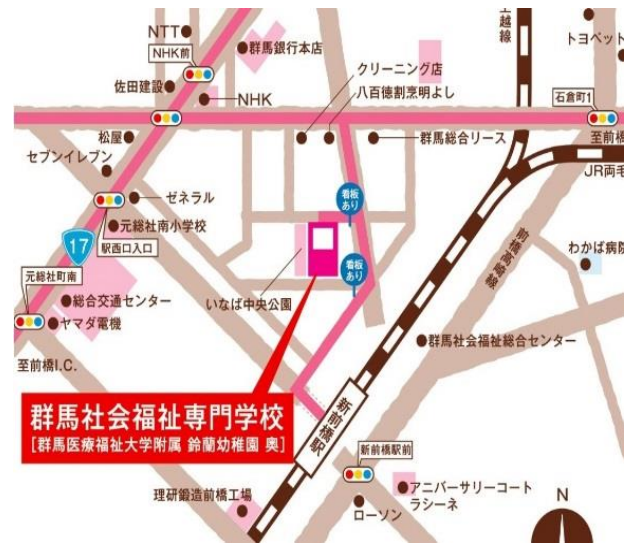 NTT
NHK前
群馬銀行本店
佐田建設
NHK
クリーニング店
八百徳割烹明よし
上越線
トヨペット
石倉町1
至前橋
JR両毛
松屋
セブンイレブン
ゼネラル
群馬総合リース
元総社南小学校
17
駅西口入口
看板
あり
看板
あり
元総社町南
総合交通センター
ヤマダ電機
いなば中央公園
前橋高崎線
わかば病院
至前橋I.C.
群馬社会福祉総合センター
群馬社会福祉専門学校
[群馬医療福祉大学附属 鈴蘭幼稚園 奥]
新前橋駅
新前橋駅前
理研鍛造前橋工場
アニバーサリーコート
ラシーネ
ローソン
N